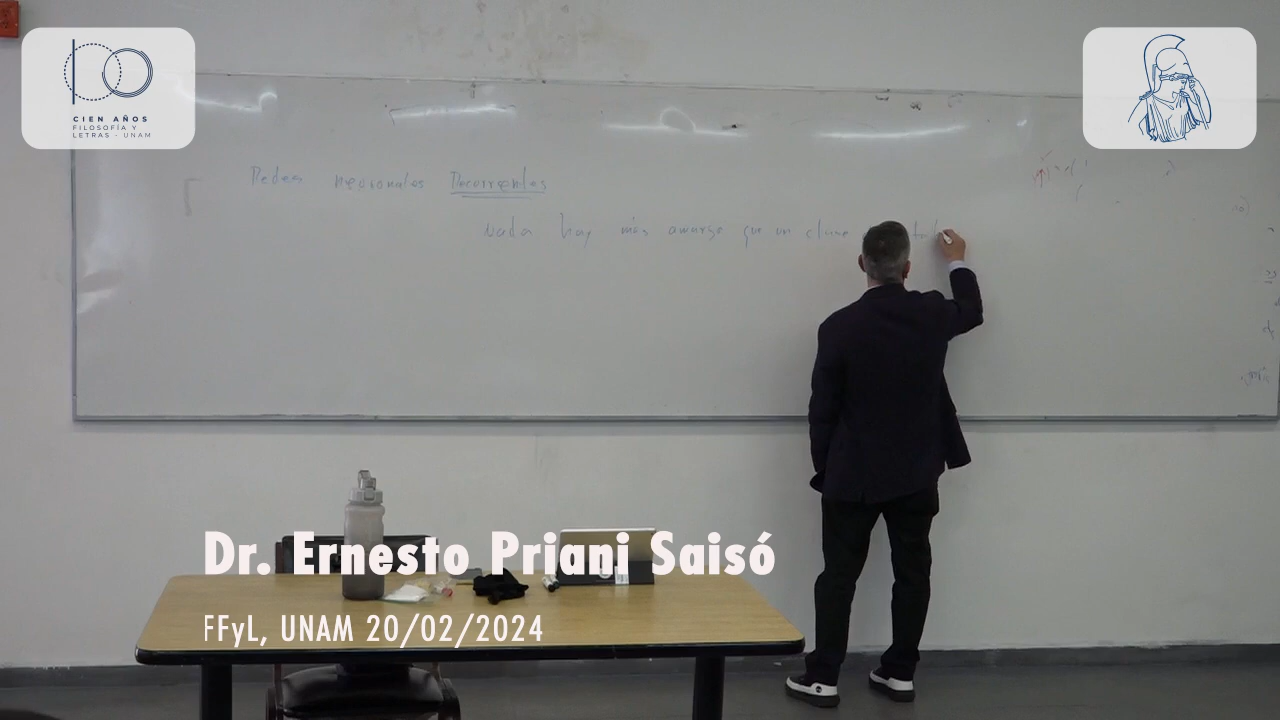 CIEN AÑOS
FILOSOFÍA Y
LETRAS - UNAM
Redes neuronales Recurrentes
Nada hay más amargo que un
Dr. Ernesto Priani Saisó
FFyL, UNAM 20/02/2024